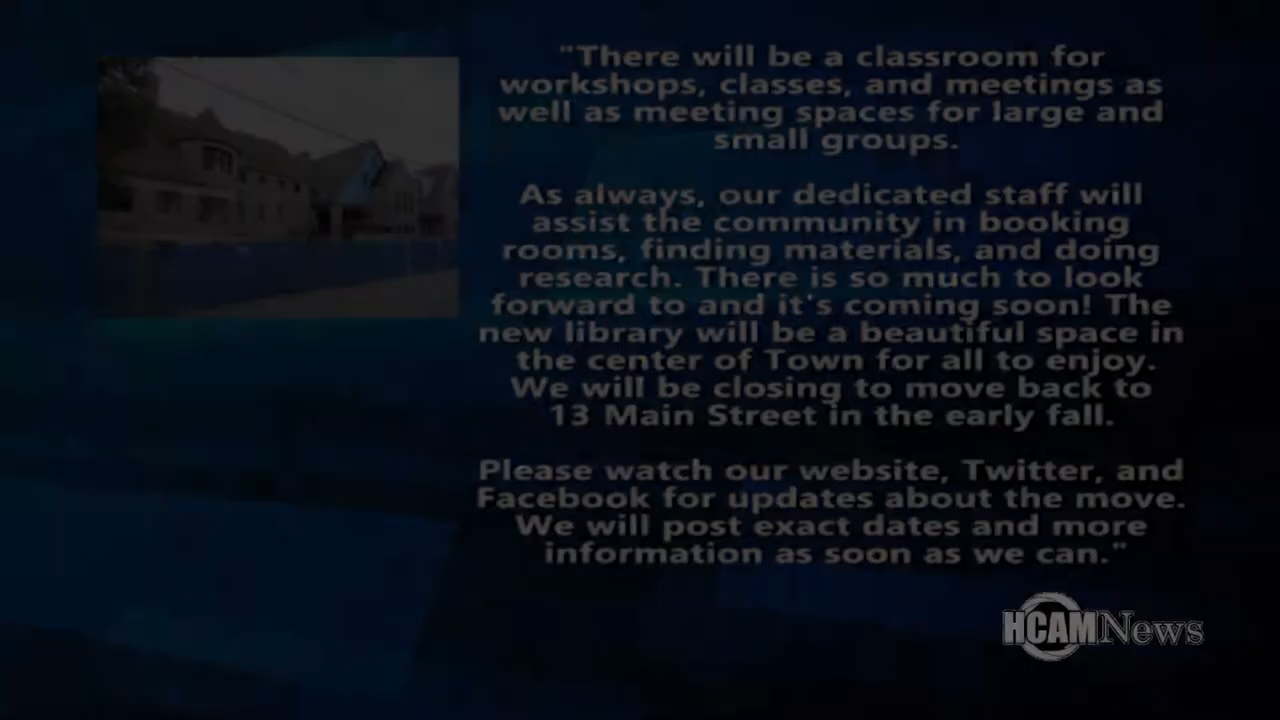 "There will be a classroom for
workshops, classes, and meetings as
well as meeting spaces for large and
small groups.
As always, our dedicated staff will
assist the community in booking
rooms, finding materials, and doing
research. There is so much to look
forward to and it's coming soon! The
new library will be a beautiful space in
the center of Town for all to enjoy.
We will be closing to move back to
13 Main Street in the early fall.
Please watch our website, Twitter, and
Facebook for updates about the move.
We will post exact dates and more
information as soon as we can."
HCAM News